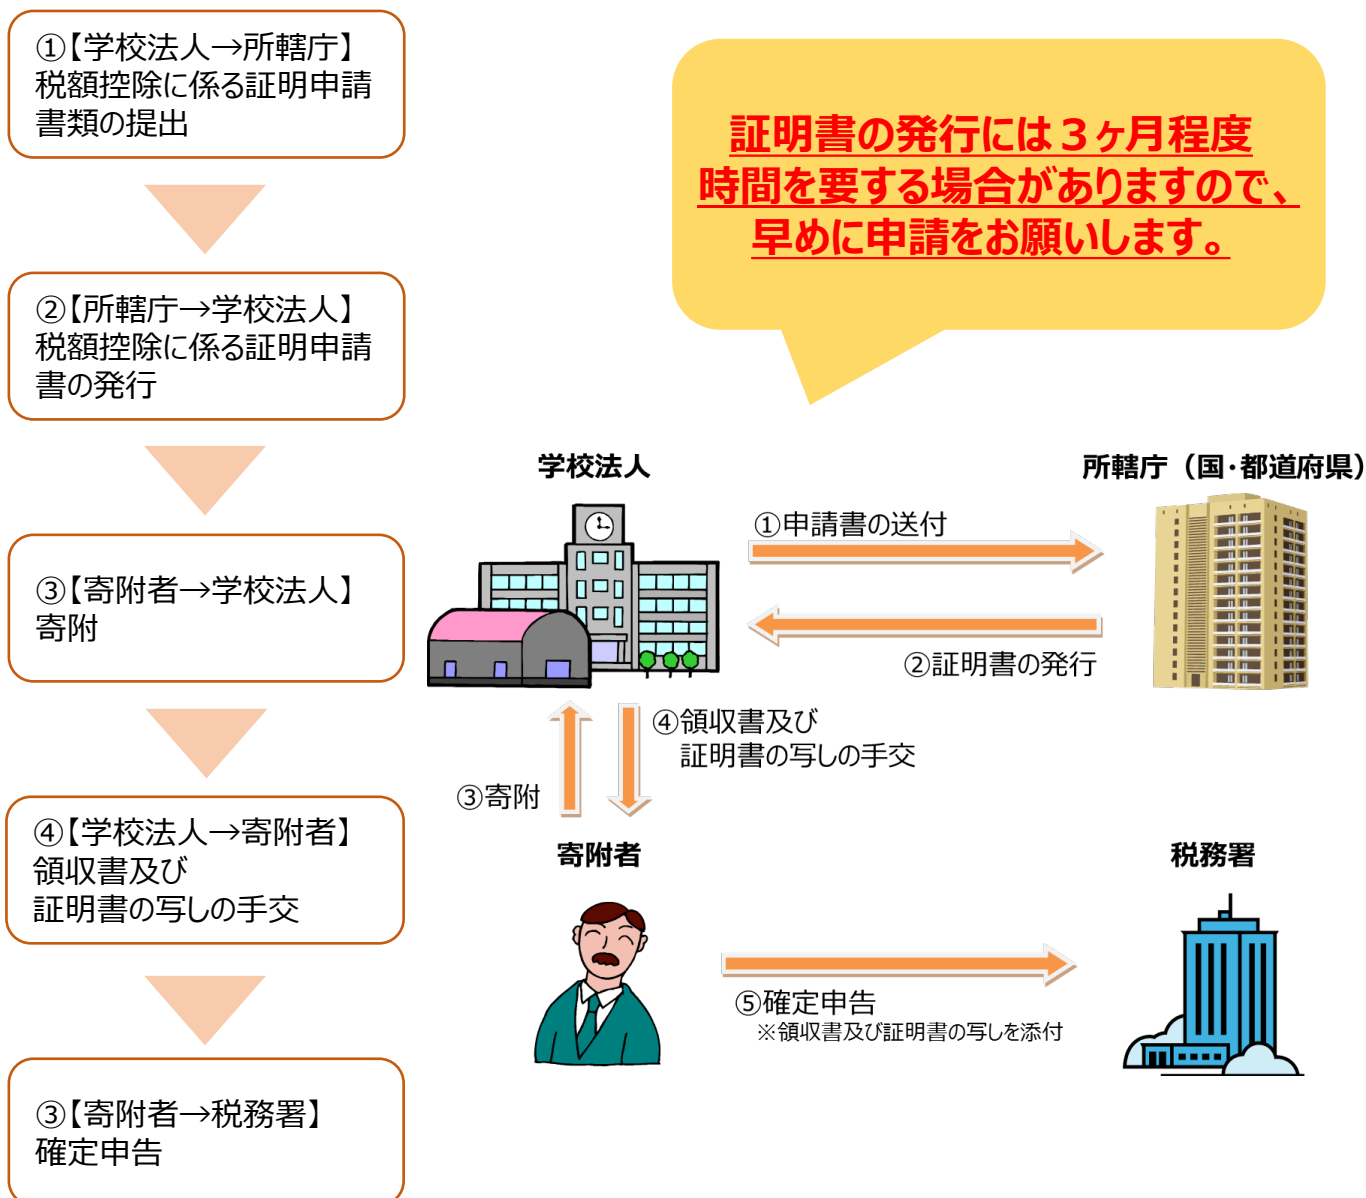 ①【学校法人→所轄庁】
税額控除に係る証明申請
書類の提出
②【所轄庁→学校法人】
税額控除に係る証明申請
書の発行
③【寄附者→学校法人】
寄附
④【学校法人→寄附者】
領収書及び
証明書の写しの手交
③【寄附者→税務署】
確定申告
証明書の発行には３ヶ月程度
時間を要する場合がありますので、
早めに申請をお願いします。
学校法人
所轄庁（国・都道府県）
①申請書の送付
②証明書の発行
④領収書及び
証明書の写しの手交
③寄附
寄附者
税務署
⑤確定申告
※領収書及び証明書の写しを添付